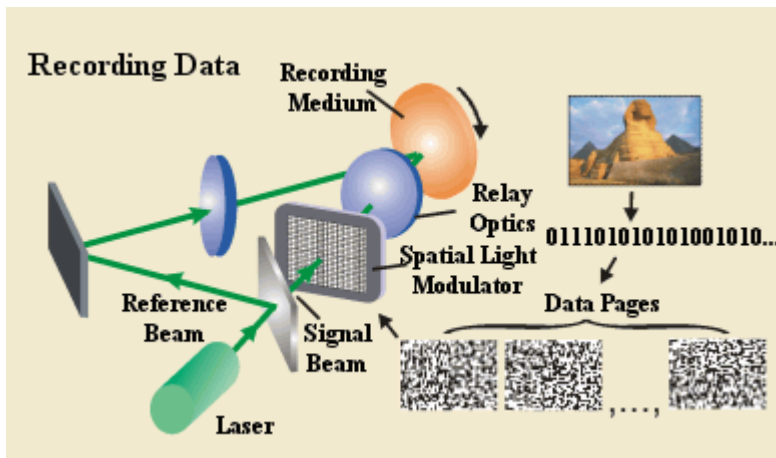 Recording Data
Recording
Medium
Relay
Optics
Spatial Light
Modulator
Reference
Beam
Signal
Beam
Laser
011101010101001010...
Data Pages
,...,